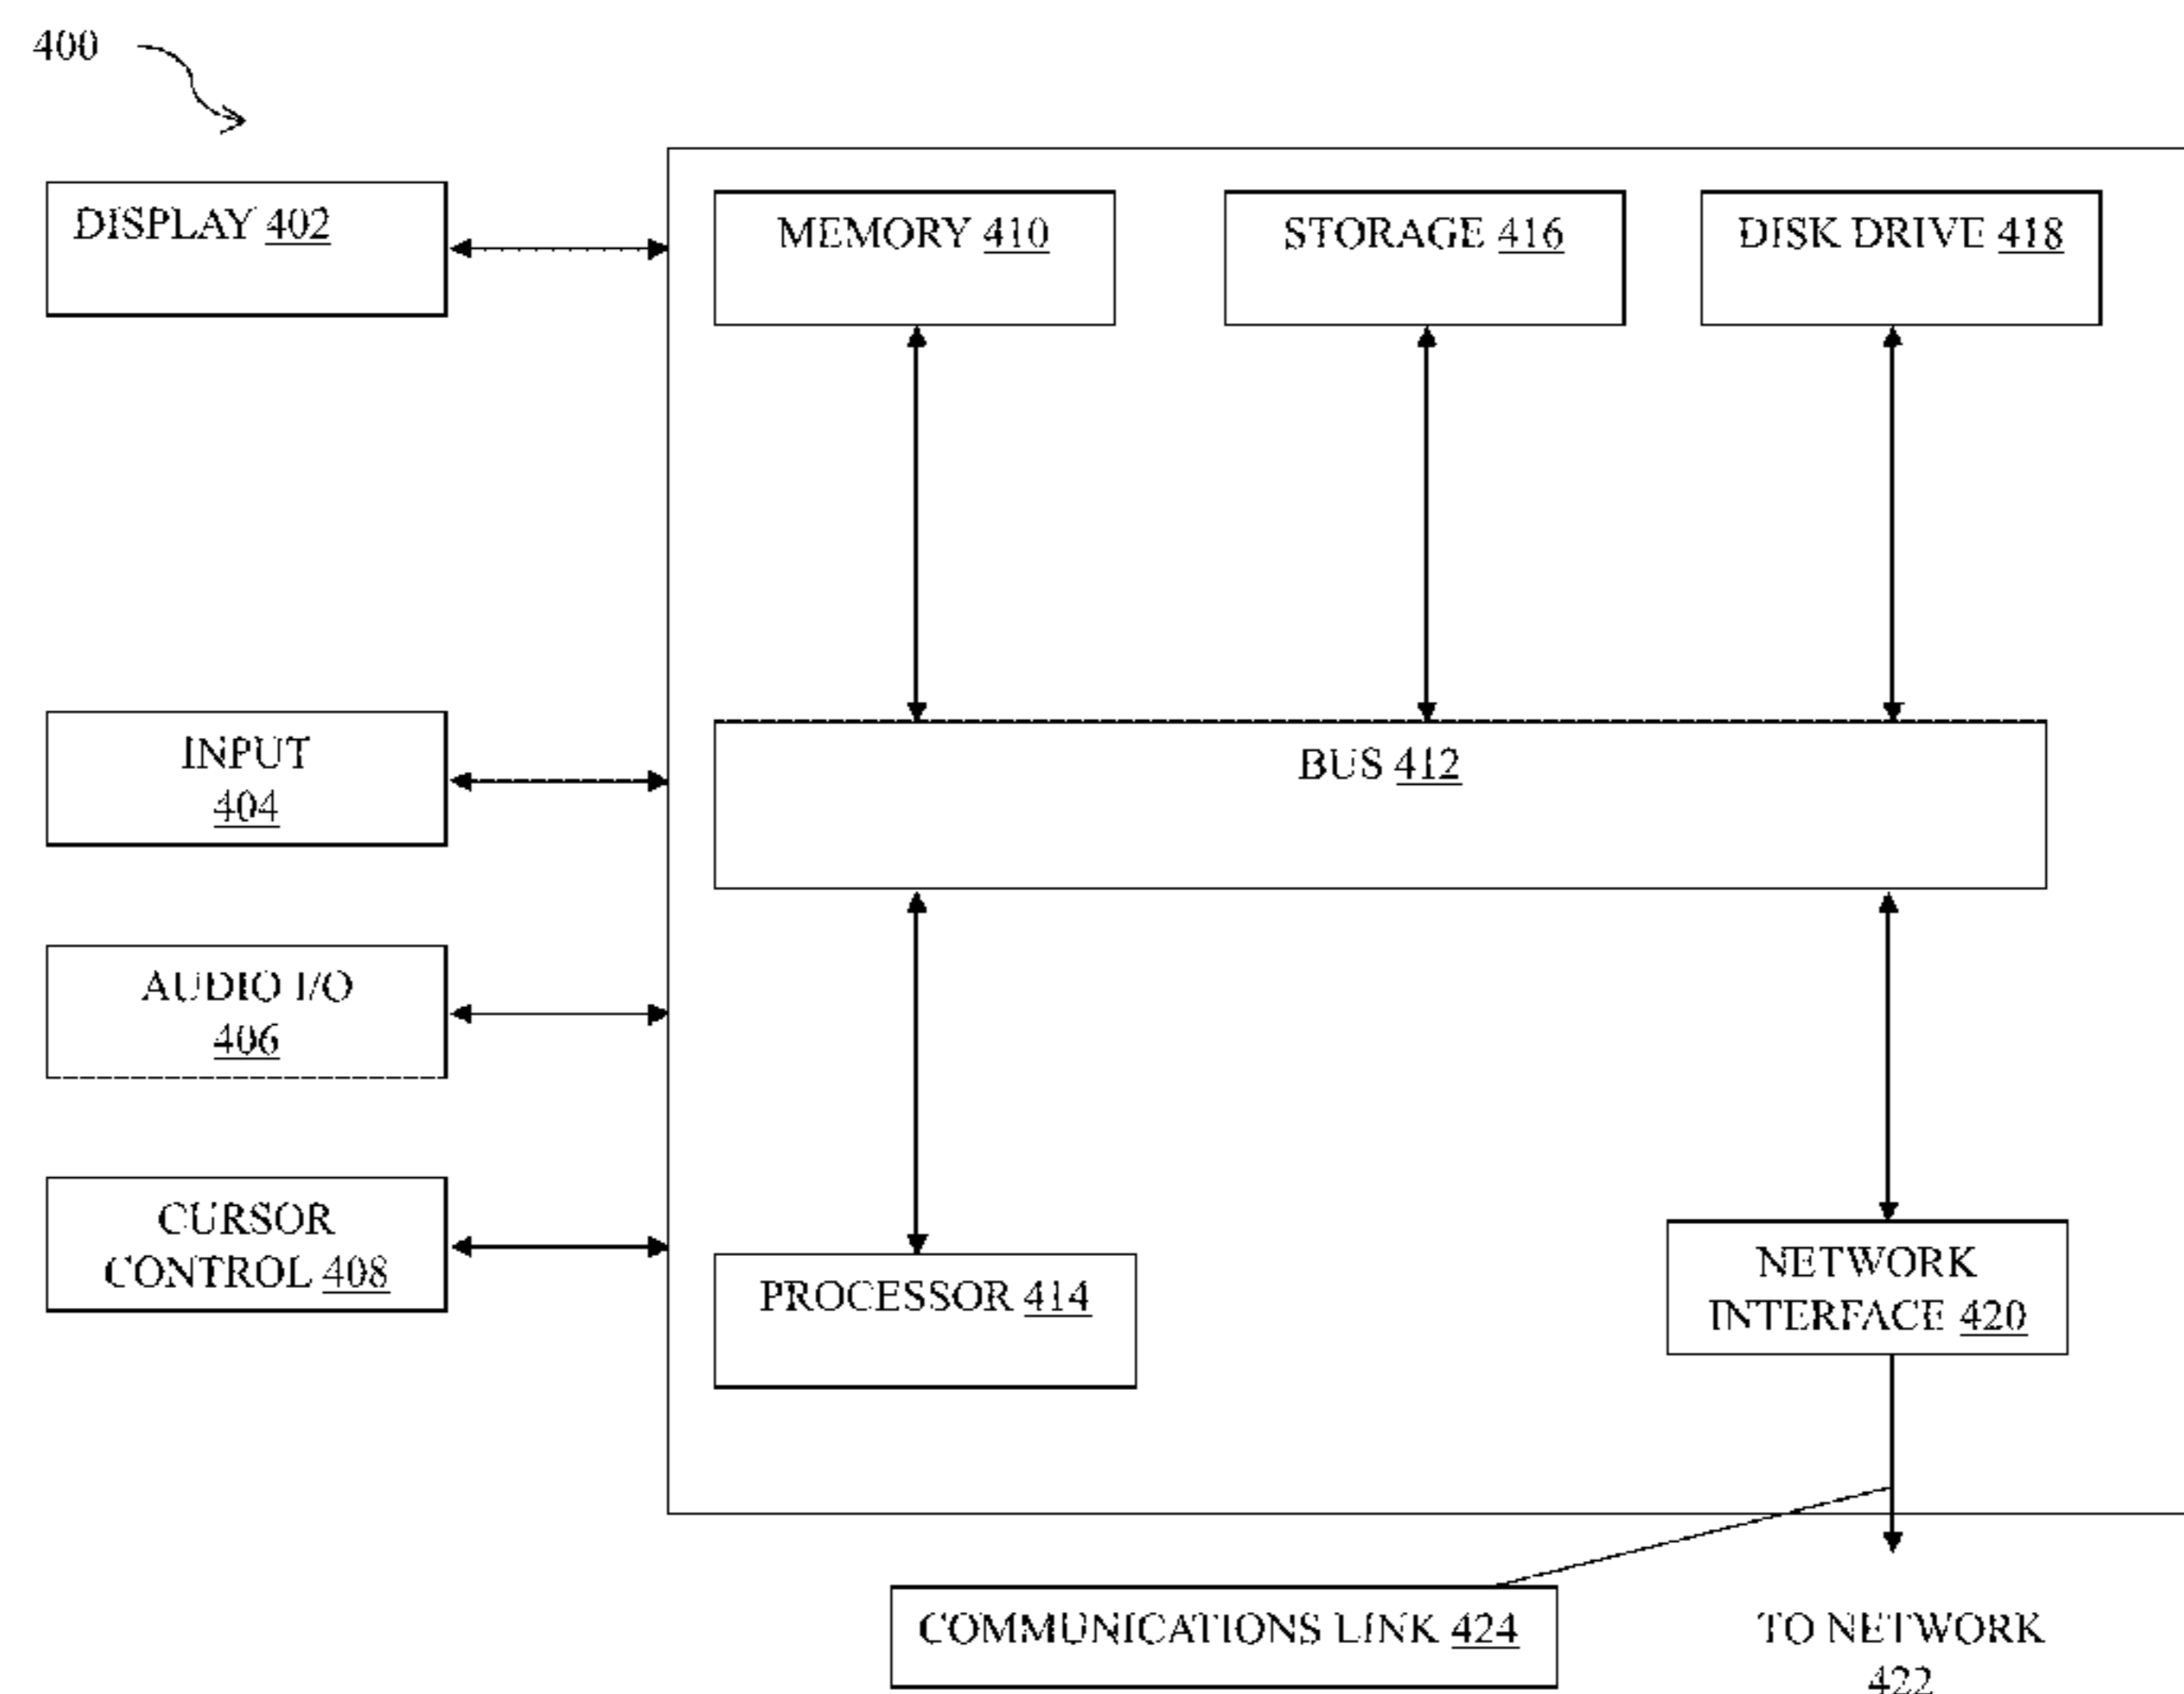 400
DISPLAY 402
MEMORY 410
STORAGE 416
DISK DRIVE 418
INPUT
404
BUS 412
AUDIO I/O
406
CURSOR
CONTROL 408
PROCESSOR 414
NETWORK
INTERFACE 420
COMMUNICATIONS LINK 424
TO NETWORK
422